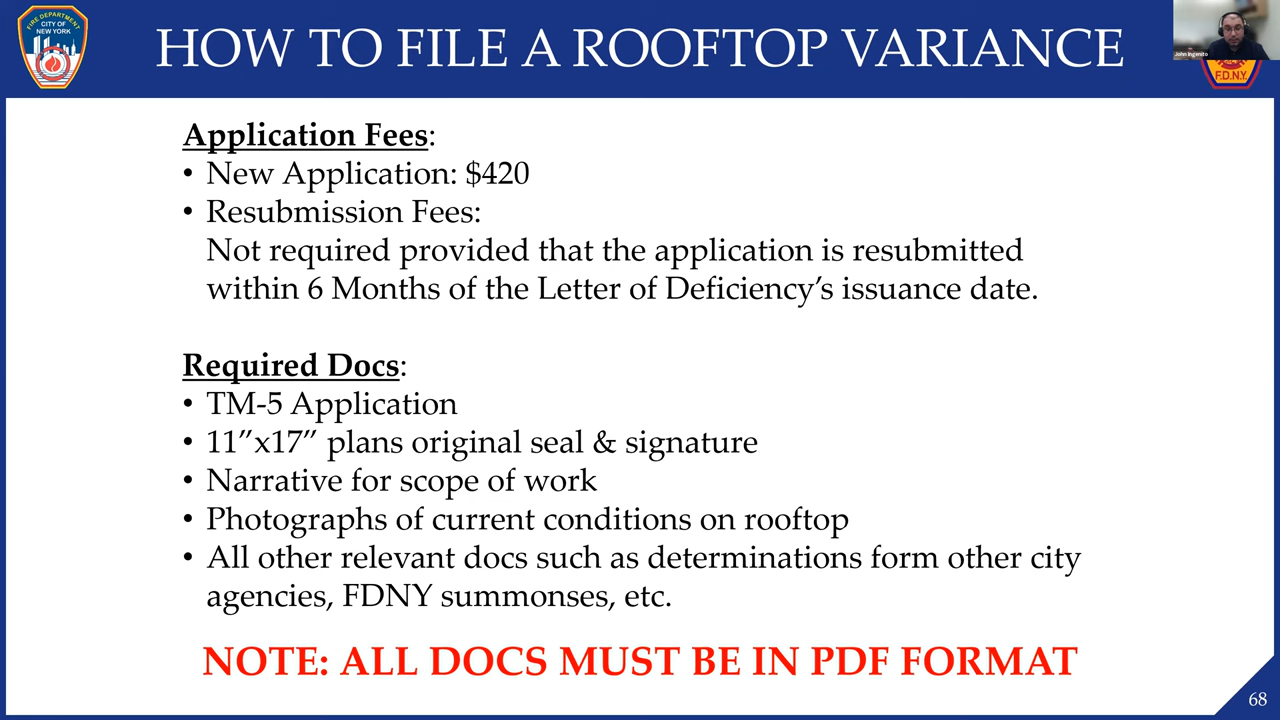 FIRE DEPARTMENT
CITY OF
NEW YORK
HOW TO FILE A ROOFTOP VARIANCE
John Ingenito
F.D.N.Y.
Application Fees:
• New Application: $420
• Resubmission Fees:
Not required provided that the application is resubmitted
within 6 Months of the Letter of Deficiency’s issuance date.
Required Docs:
• TM-5 Application
• 11”x17” plans original seal & signature
• Narrative for scope of work
• Photographs of current conditions on rooftop
• All other relevant docs such as determinations form other city
agencies, FDNY summonses, etc.
NOTE: ALL DOCS MUST BE IN PDF FORMAT
68